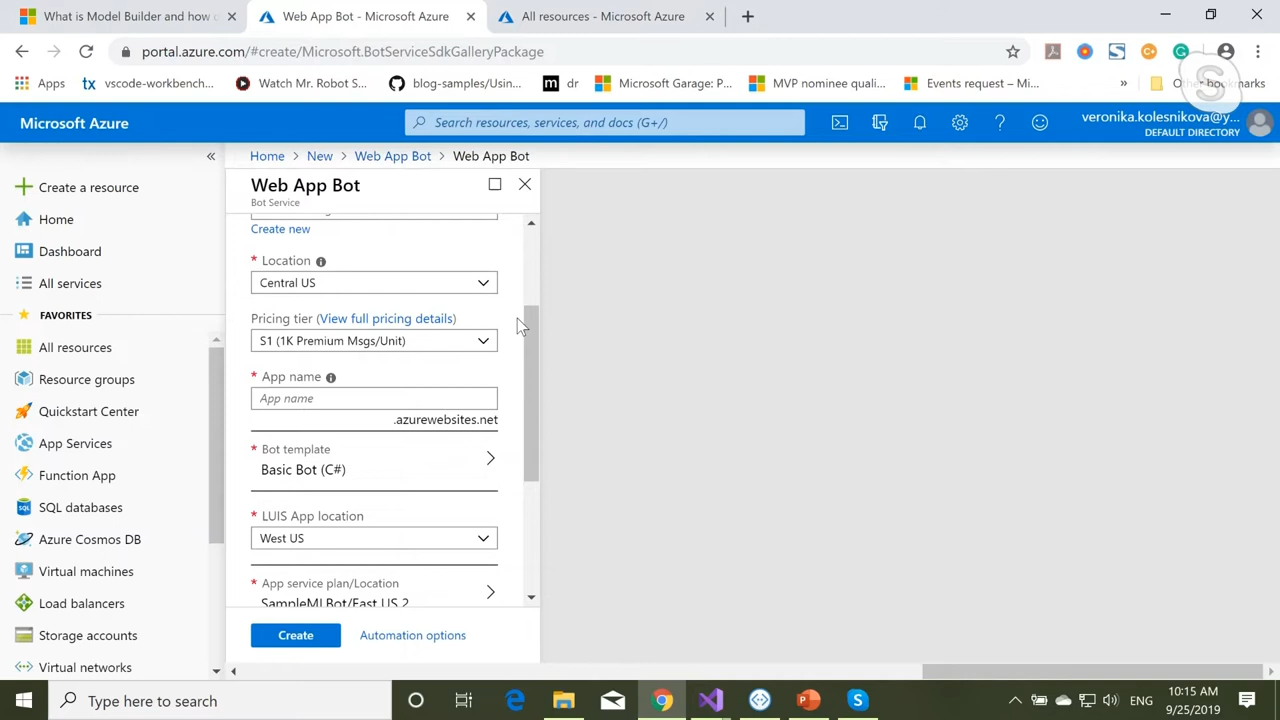 What is Model Builder and how
Web App Bot - Microsoft Azure
All resources - Microsoft Azure
portal.azure.com/#create/Microsoft.BotServiceSdkGalleryPackage
Apps
vscode-workbench...
Watch Mr. Robot S...
blog-samples/Usin...
dr
Microsoft Garage: P...
MVP nominee quali...
Events request – Mi...
»
Other bookmarks
Microsoft Azure
Search resources, services, and docs (G+/)
veronika.kolesnikova@y...
DEFAULT DIRECTORY
«
Create a resource
Home
Dashboard
All services
FAVORITES
All resources
Resource groups
Quickstart Center
App Services
Function App
SQL databases
Azure Cosmos DB
Virtual machines
Load balancers
Storage accounts
Virtual networks
Home > New > Web App Bot > Web App Bot
Web App Bot
Bot Service
Create new
* Location
Central US
Pricing tier (View full pricing details)
S1 (1K Premium Msgs/Unit)
* App name
App name
.azurewebsites.net
* Bot template
Basic Bot (C#)
* LUIS App location
West US
* App service plan/Location
SampleMLBot/East US 2
Create
Automation options
Type here to search
ENG
10:15 AM
9/25/2019